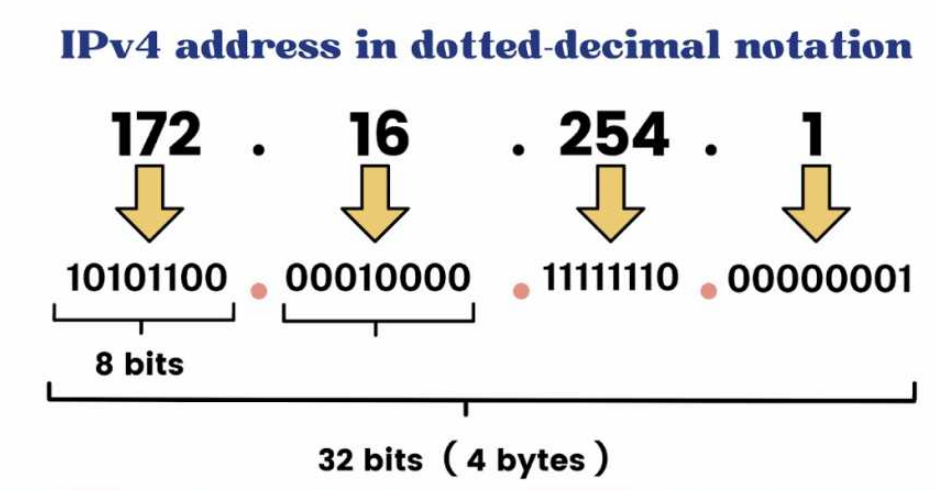 IPv4 address in dotted-decimal notation
172 . 16 . 254 . 1
10101100 . 00010000 . 11111110 . 00000001
8 bits
32 bits ( 4 bytes )